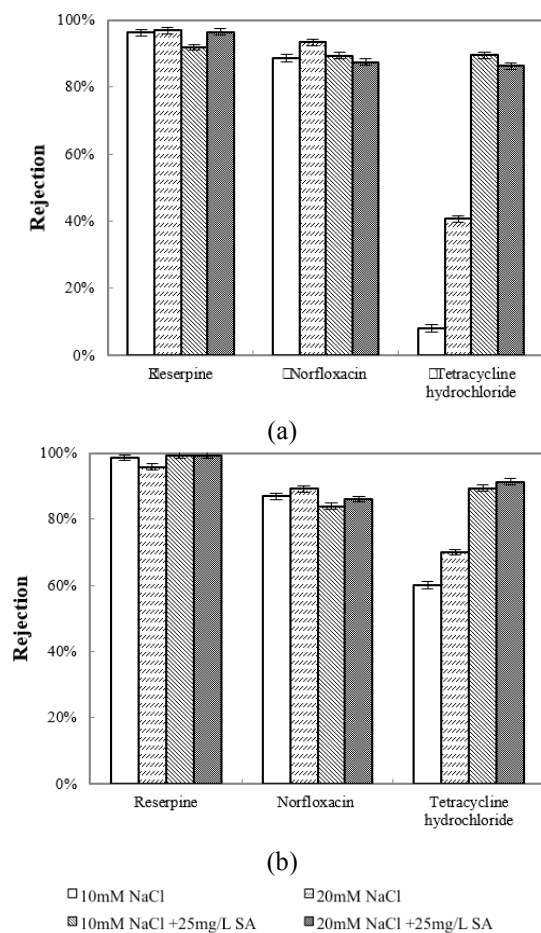 100%
80%
60%
40%
20%
0%
Rejection
Reserpine
Norfloxacin
Tetracycline
hydrochloride
(a)
100%
80%
60%
40%
20%
0%
Rejection
Reserpine
Norfloxacin
Tetracycline
hydrochloride
(b)
10mM NaCl
20mM NaCl
10mM NaCl +25mg/L SA
20mM NaCl +25mg/L SA